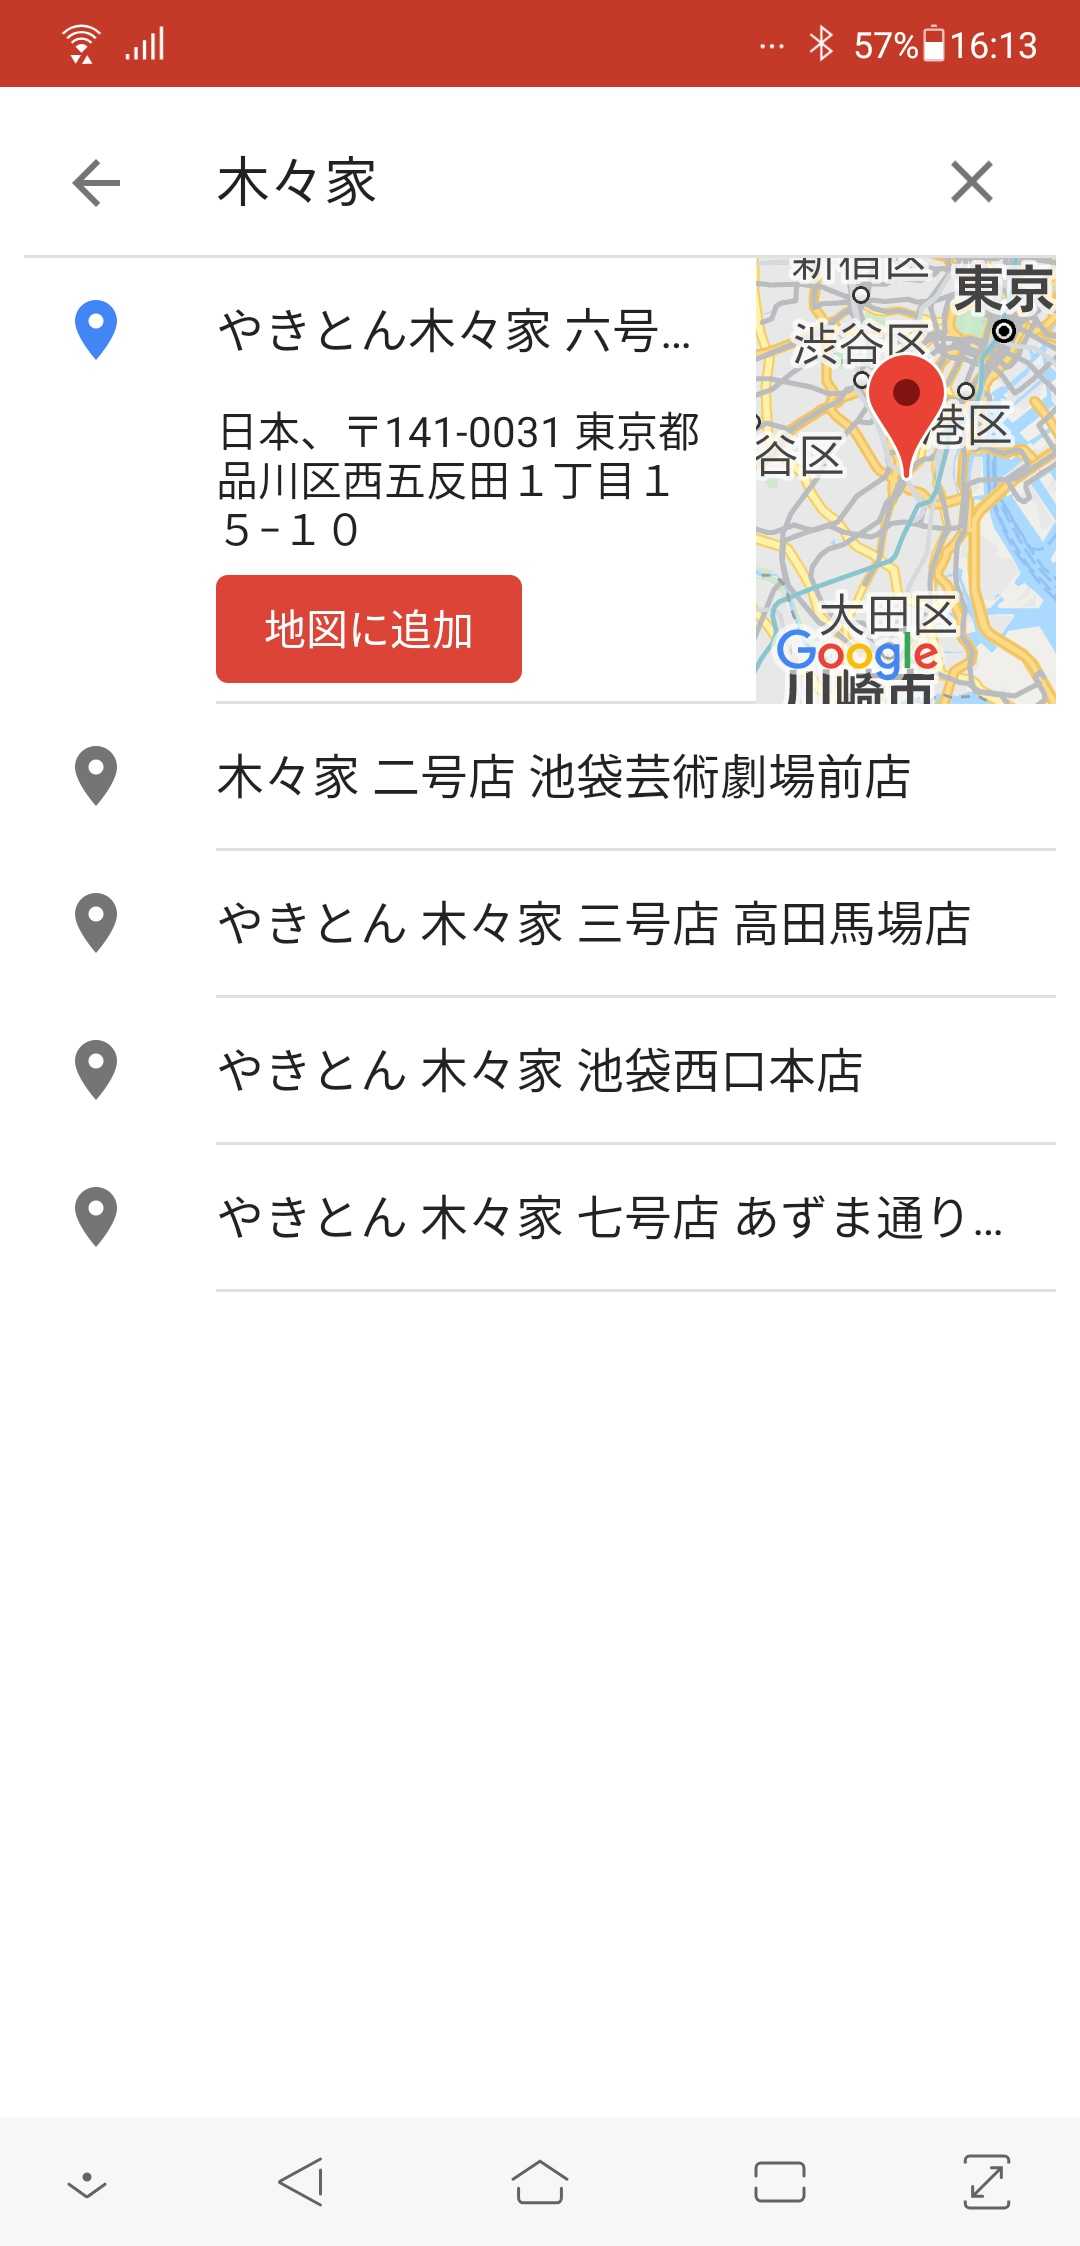 ... 57% 16:13
木々家
やきとん木々家 六号...
日本、〒141-0031 東京都
品川区西五反田１丁目１
５−１０
地図に追加
新宿区
東京
渋谷区
港区
谷区
大田区
Google
川崎市
木々家 二号店 池袋芸術劇場前店
やきとん 木々家 三号店 高田馬場店
やきとん 木々家 池袋西口本店
やきとん 木々家 七号店 あずま通り...